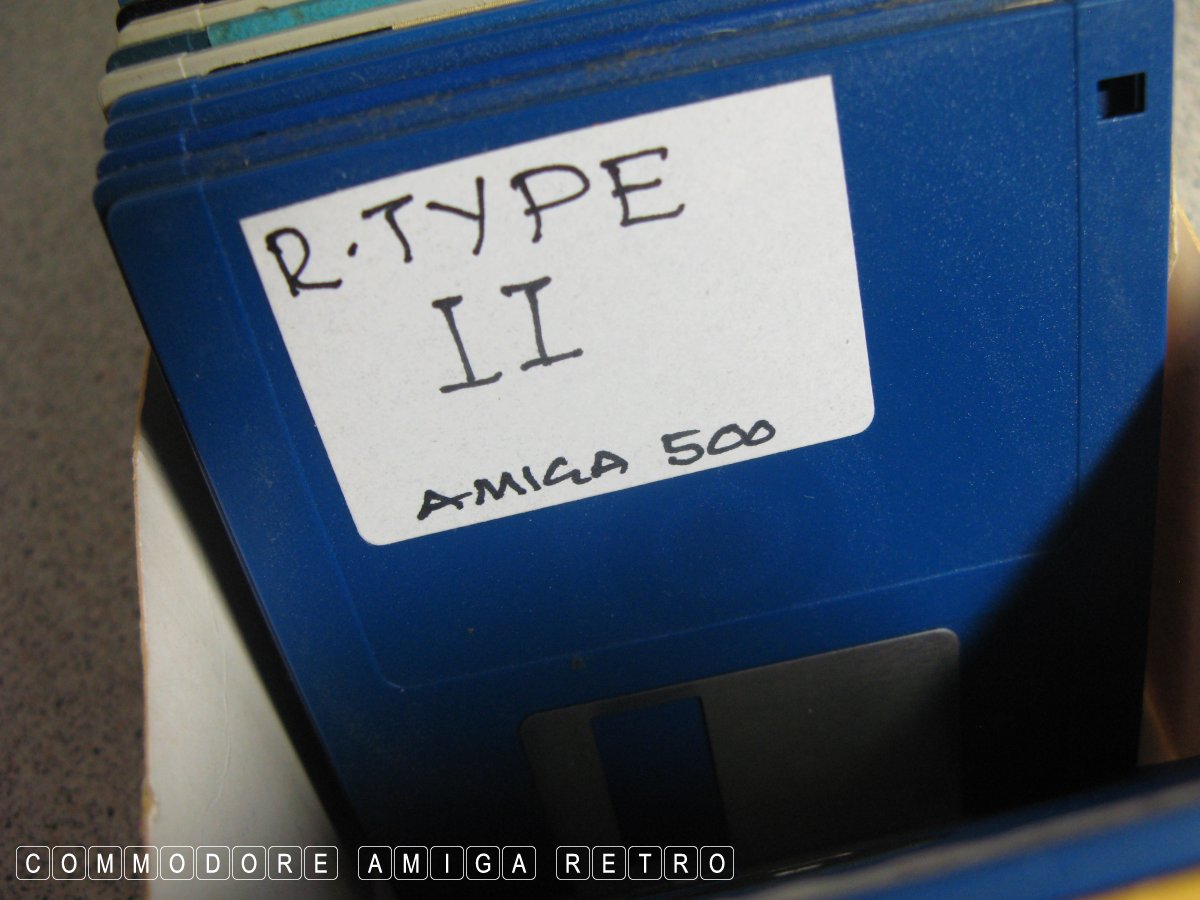 R·TYPE
II
AMIGA 500
COMMODORE AMIGA RETRO